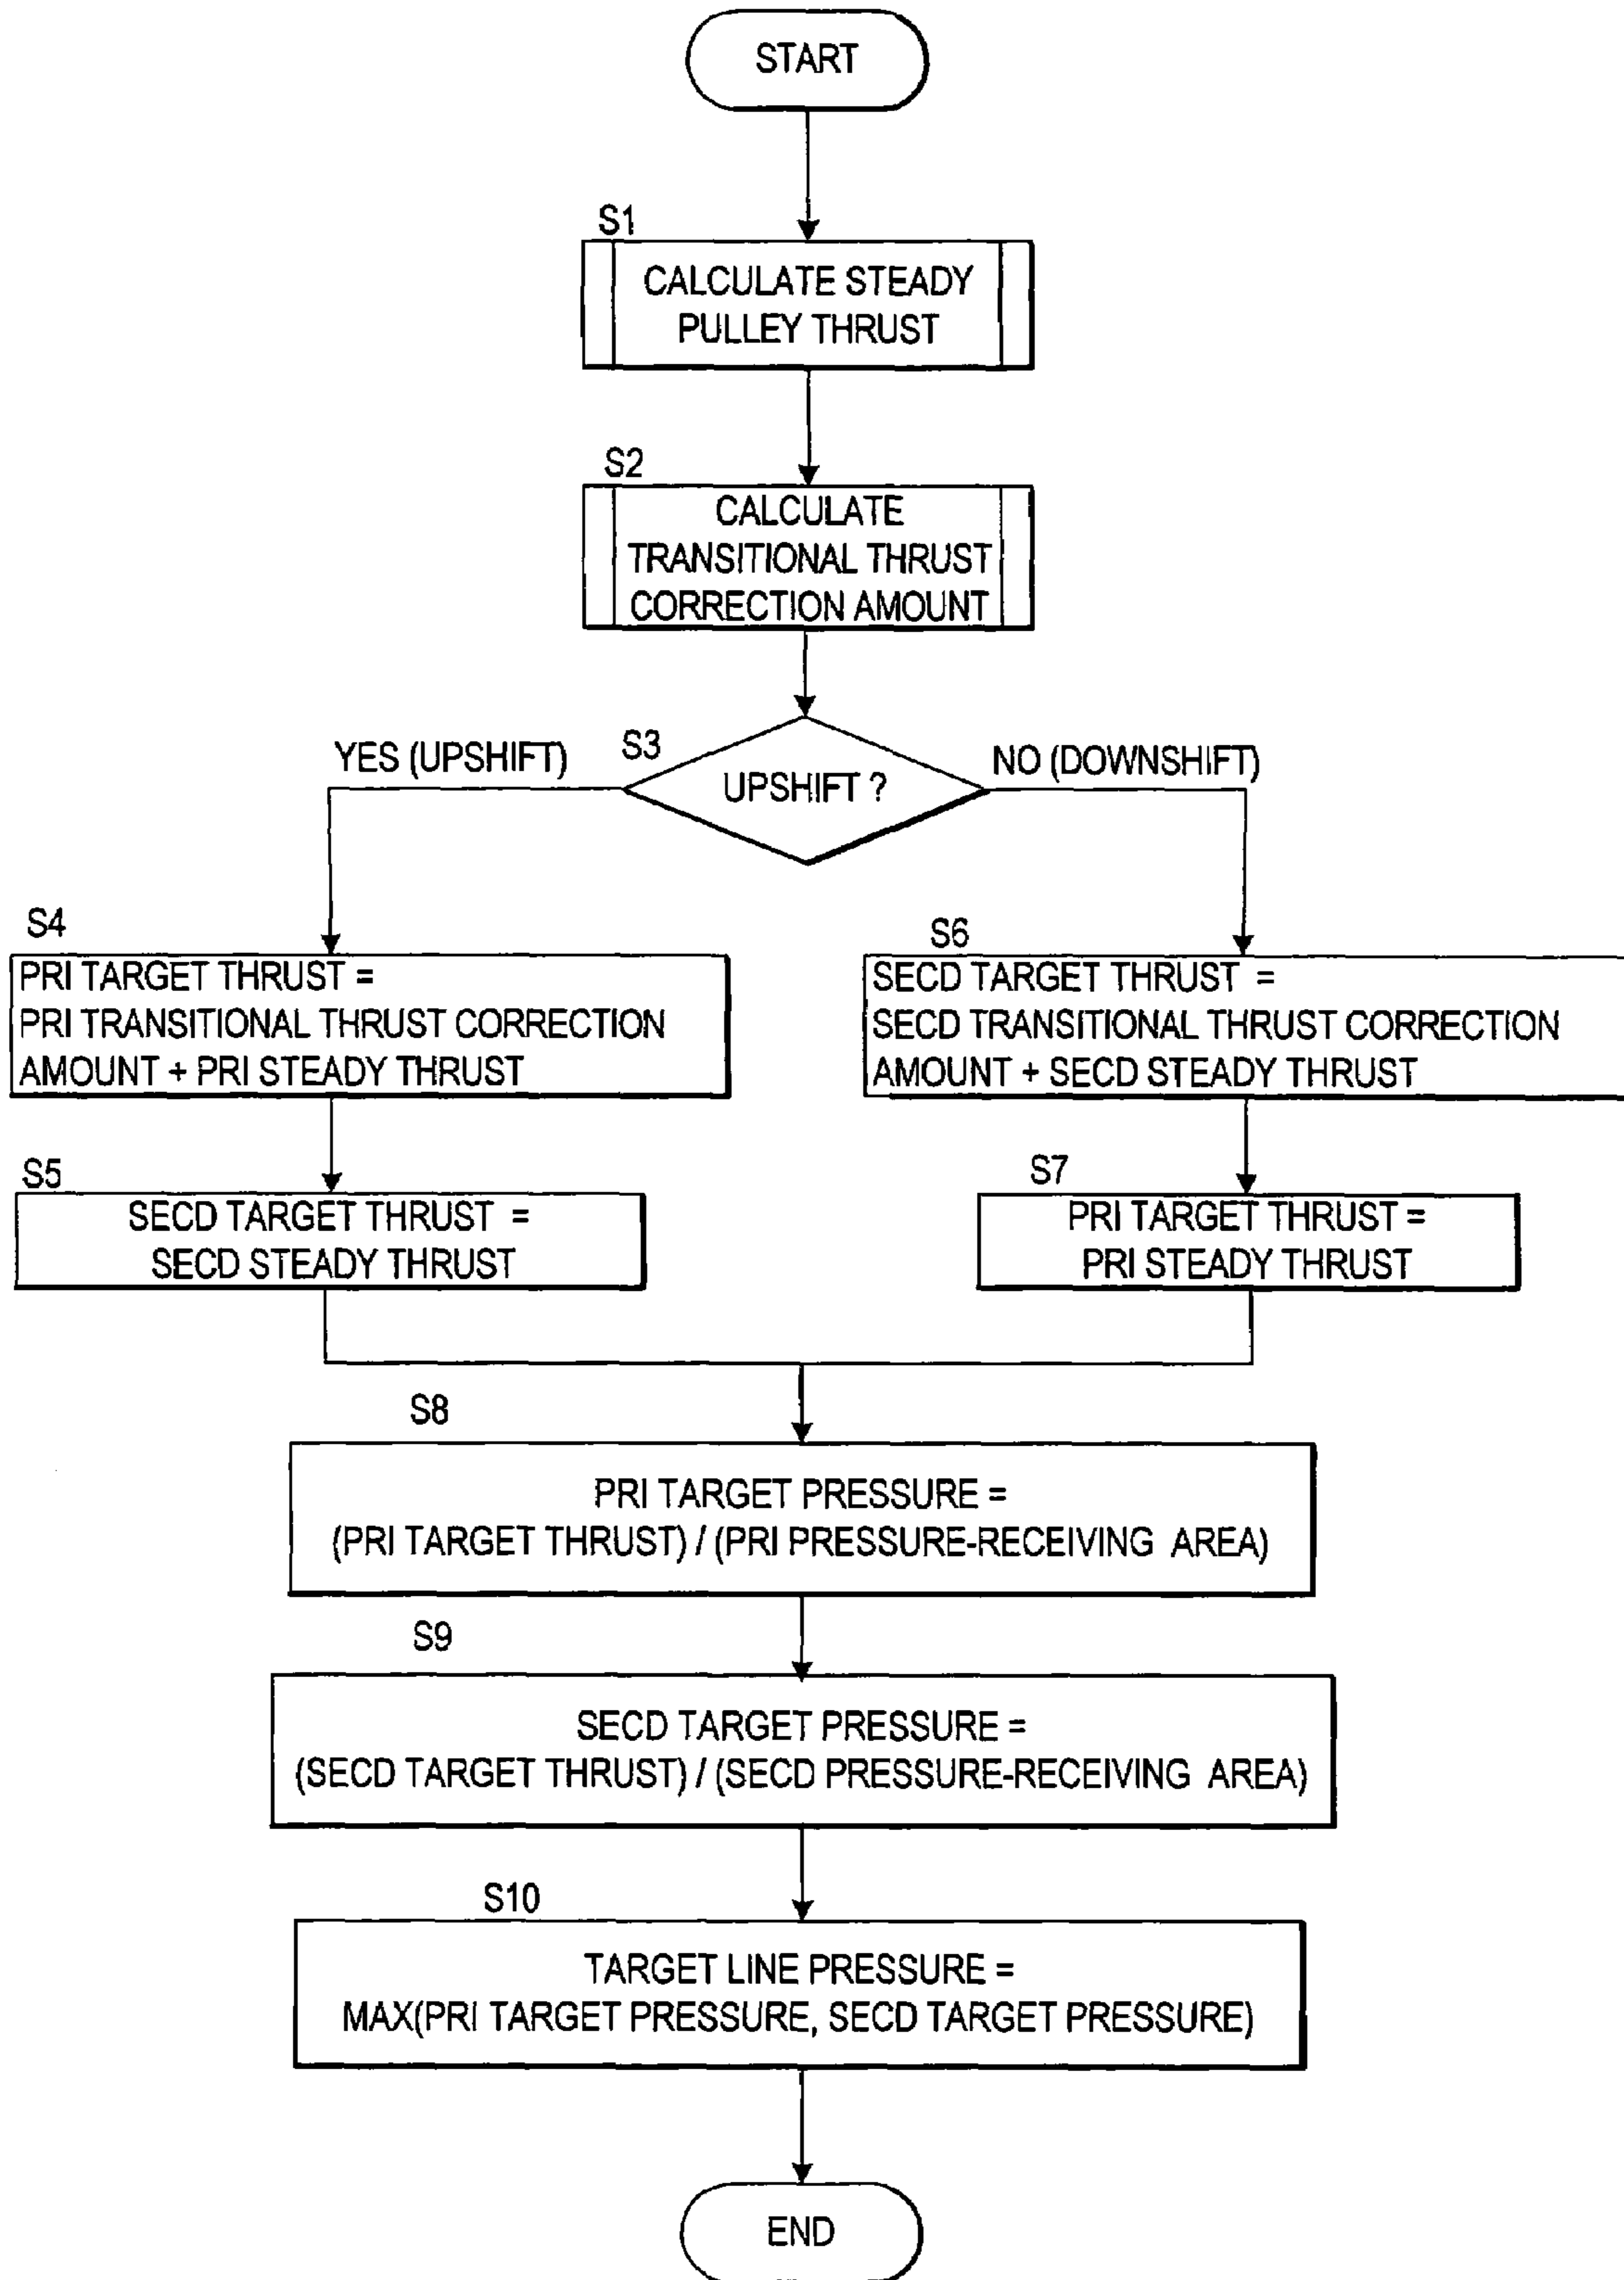 START
S1
CALCULATE STEADY
PULLEY THRUST
S2
CALCULATE
TRANSITIONAL THRUST
CORRECTION AMOUNT
YES (UPSHIFT)
S3
NO (DOWNSHIFT)
UPSHIFT ?
S4
PRI TARGET THRUST =
PRI TRANSITIONAL THRUST CORRECTION
AMOUNT + PRI STEADY THRUST
S6
SECD TARGET THRUST =
SECD TRANSITIONAL THRUST CORRECTION
AMOUNT + SECD STEADY THRUST
S5
SECD TARGET THRUST =
SECD STEADY THRUST
S7
PRI TARGET THRUST =
PRI STEADY THRUST
S8
PRI TARGET PRESSURE =
(PRI TARGET THRUST) / (PRI PRESSURE-RECEIVING AREA)
S9
SECD TARGET PRESSURE =
(SECD TARGET THRUST) / (SECD PRESSURE-RECEIVING AREA)
S10
TARGET LINE PRESSURE =
MAX(PRI TARGET PRESSURE, SECD TARGET PRESSURE)
END